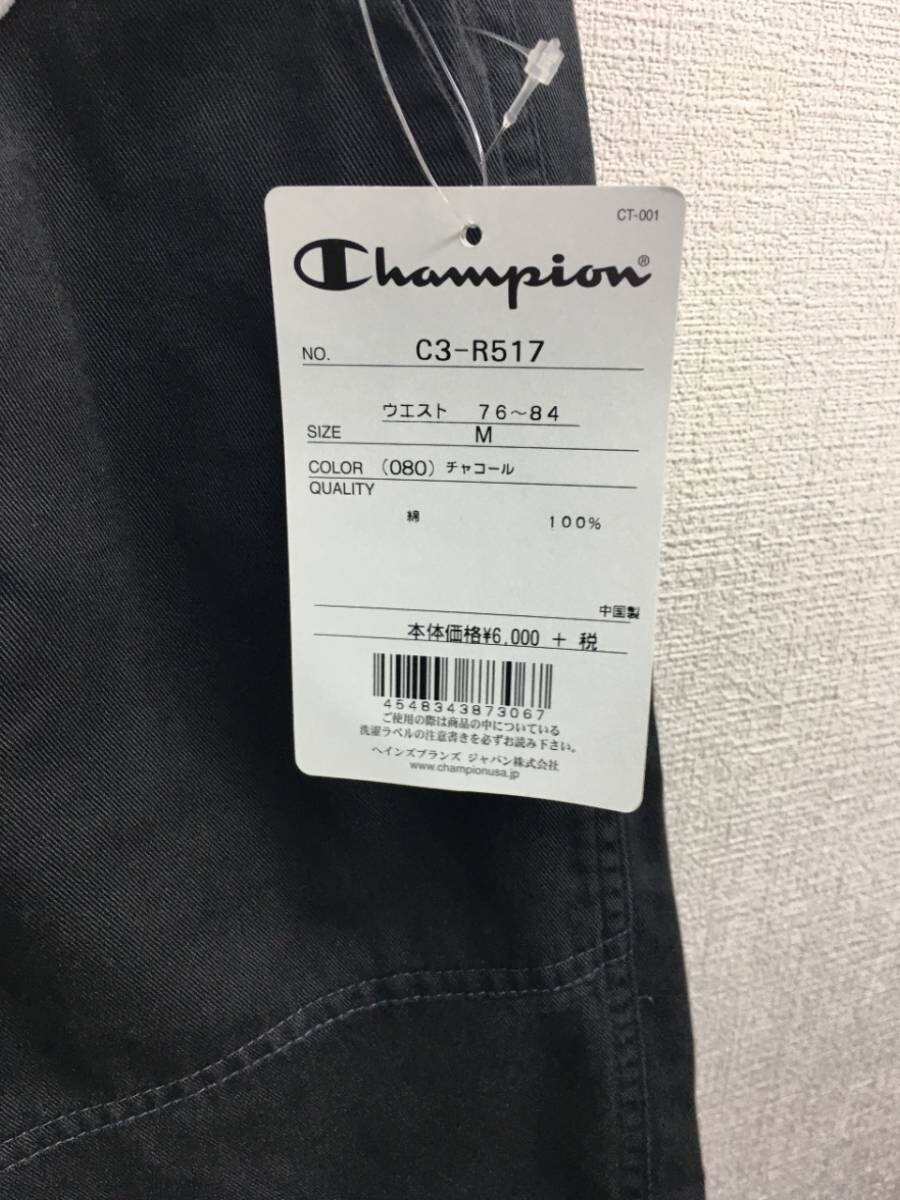 CT-001
Champion®
NO. C3-R517
ウエスト 76~84
SIZE M
COLOR (080) チャコール
QUALITY
綿 100%
中国製
本体価格¥6,000 + 税
4548343873067
ご使用の際は商品の中についている
洗濯ラベルの注意書きを必ずお読み下さい。
ヘインズブランズ ジャパン株式会社
www.championusa.jp